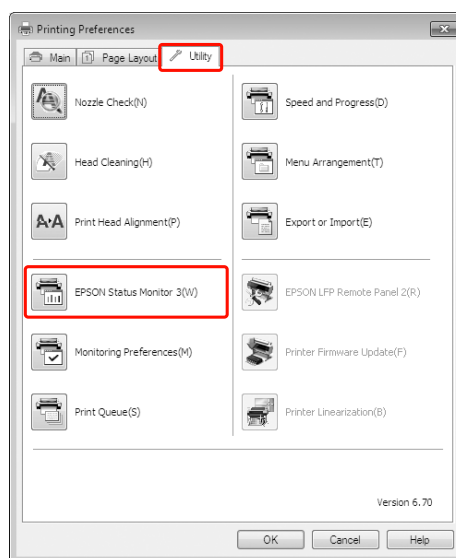 Printing Preferences
Main Page Layout Utility
Nozzle Check(N)
Speed and Progress(D)
Head Cleaning(H)
Menu Arrangement(T)
Print Head Alignment(P)
Export or Import(E)
EPSON Status Monitor 3(W)
EPSON LFP Remote Panel 2(R)
Monitoring Preferences(M)
Printer Firmware Update(F)
Print Queue(S)
Printer Linearization(B)
Version 6.70
OK Cancel Help